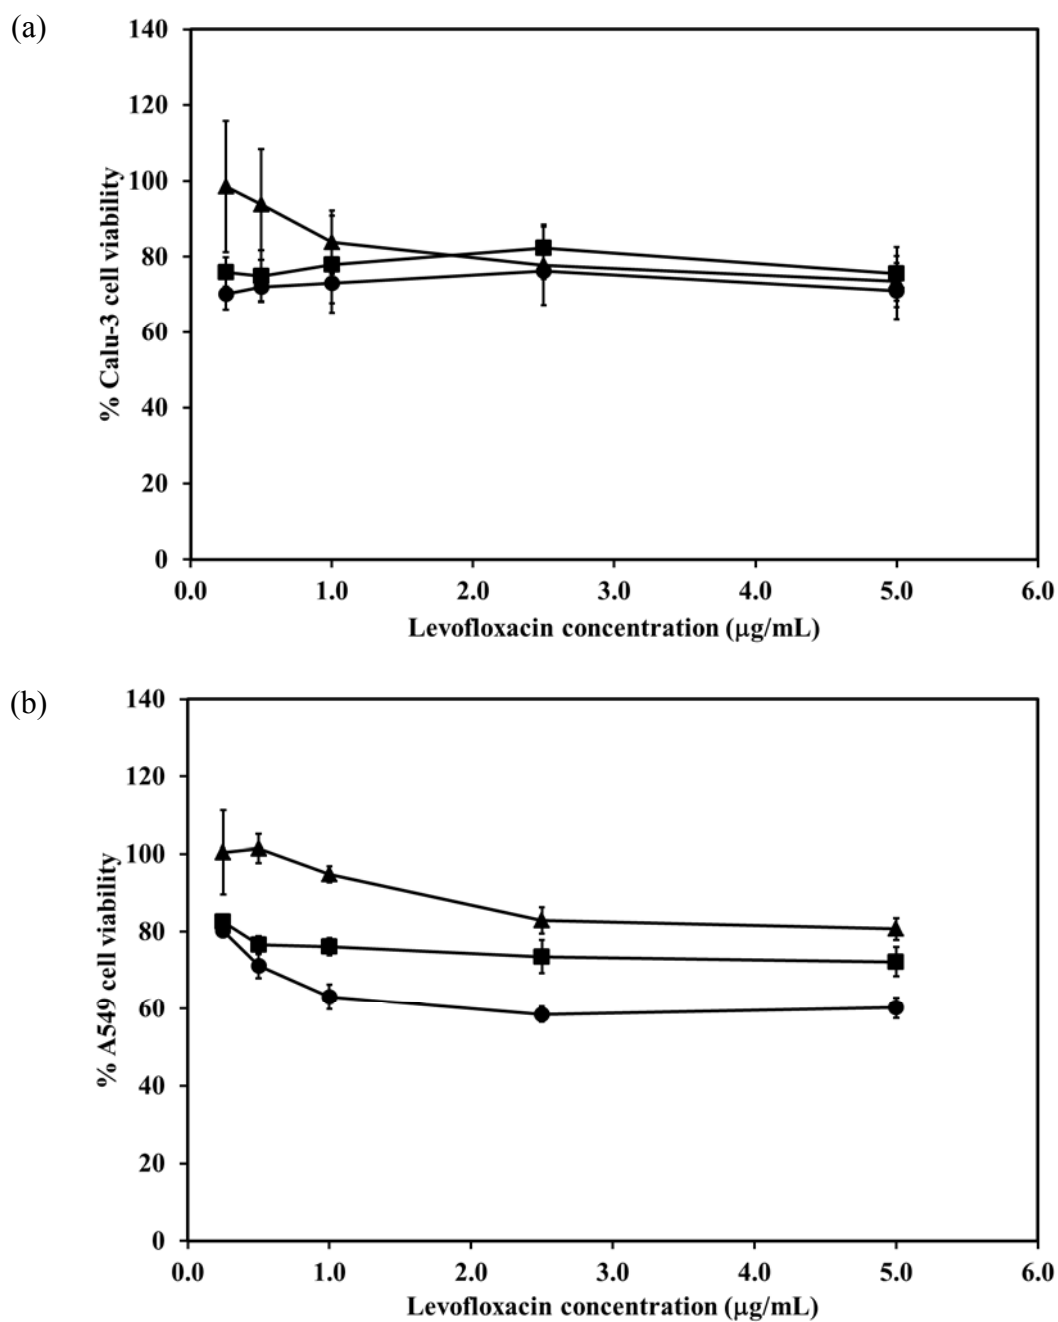 (a)
140
120
100
80
60
40
20
0
% Calu-3 cell viability
0.0 1.0 2.0 3.0 4.0 5.0 6.0
Levofloxacin concentration (μg/mL)
(b)
140
120
100
80
60
40
20
0
% A549 cell viability
0.0 1.0 2.0 3.0 4.0 5.0 6.0
Levofloxacin concentration (μg/mL)